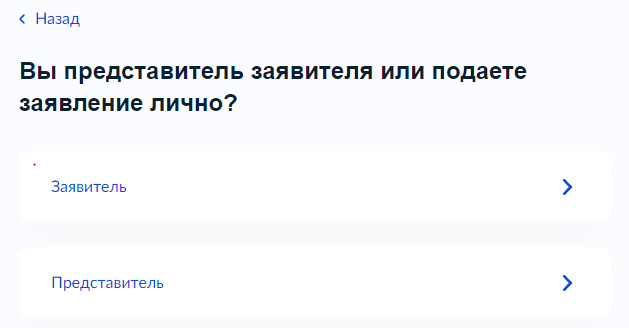 Назад
Вы представитель заявителя или подаете
заявление лично?
Заявитель
Представитель